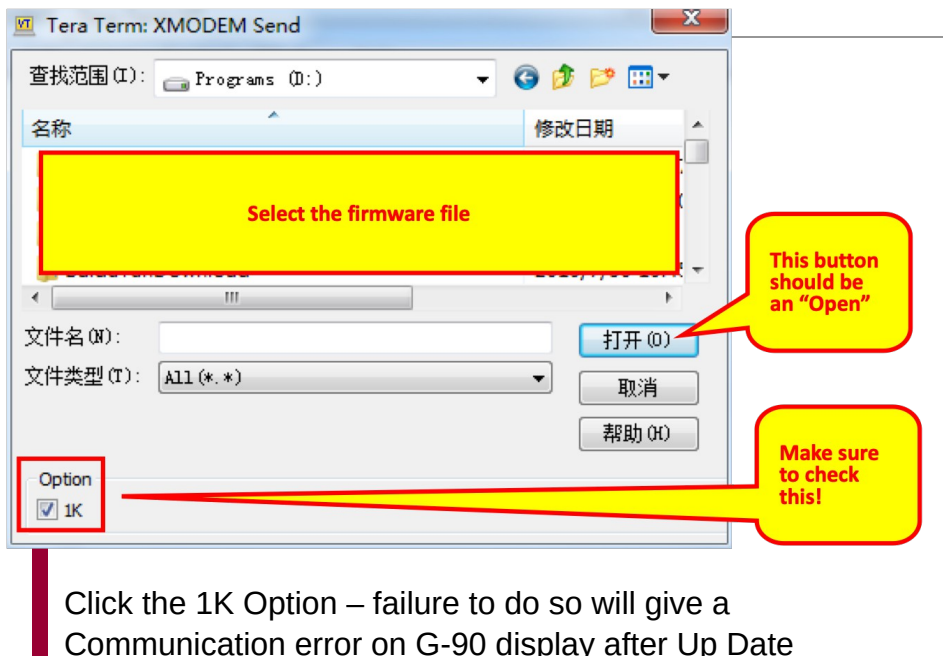 Tera Term: XMODEM Send
查找范围(I): Programs (D:)
名称 修改日期
Select the firmware file
This button
should be
an “Open”
文件名(N): 打开(O)
文件类型(T): All(*.*) 取消
帮助(H)
Make sure
to check
this!
Option
1K
Click the 1K Option – failure to do so will give a
Communication error on G-90 display after Up Date